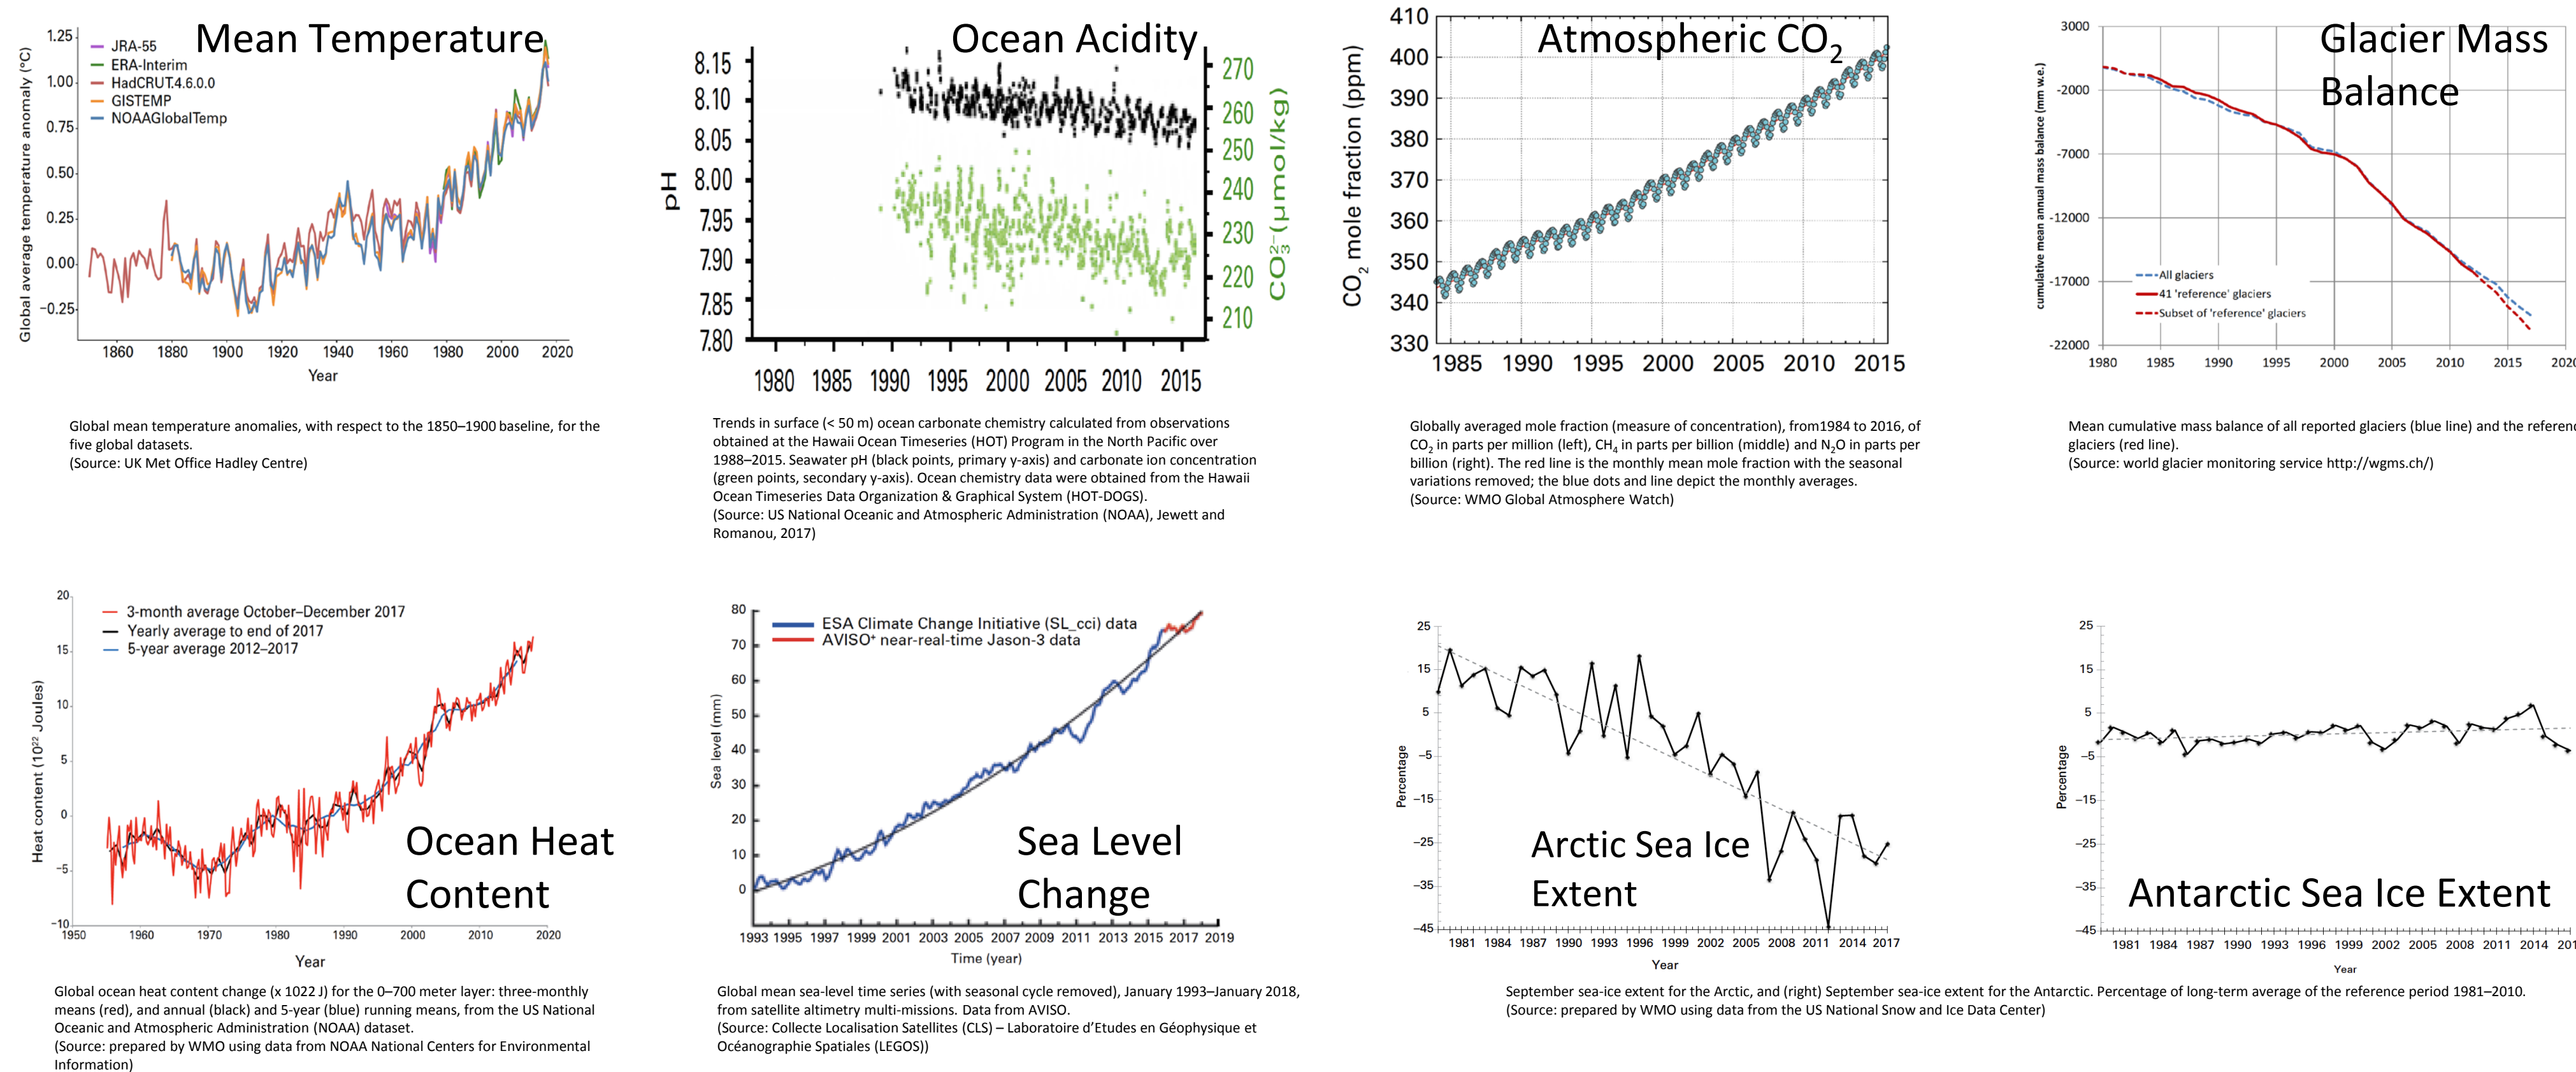 Mean Temperature
Global average temperature anomaly (°C)
1.25
1.00
0.75
0.50
0.25
0.00
−0.25
JRA-55
ERA-Interim
HadCRUT.4.6.0.0
GISTEMP
NOAAGlobalTemp
1860 1880 1900 1920 1940 1960 1980 2000 2020
Year
Global mean temperature anomalies, with respect to the 1850–1900 baseline, for the
five global datasets.
(Source: UK Met Office Hadley Centre)
Ocean Acidity
pH
8.15
8.10
8.05
8.00
7.95
7.90
7.85
7.80
270
260
250
240
230
220
210
CO₃²⁻ (μmol/kg)
1980 1985 1990 1995 2000 2005 2010 2015
Trends in surface (< 50 m) ocean carbonate chemistry calculated from observations
obtained at the Hawaii Ocean Timeseries (HOT) Program in the North Pacific over
1988–2015. Seawater pH (black points, primary y-axis) and carbonate ion concentration
(green points, secondary y-axis). Ocean chemistry data were obtained from the Hawaii
Ocean Timeseries Data Organization & Graphical System (HOT-DOGS).
(Source: US National Oceanic and Atmospheric Administration (NOAA), Jewett and
Romanou, 2017)
Atmospheric CO₂
CO₂ mole fraction (ppm)
410
400
390
380
370
360
350
340
330
1985 1990 1995 2000 2005 2010 2015
Globally averaged mole fraction (measure of concentration), from1984 to 2016, of
CO₂ in parts per million (left), CH₄ in parts per billion (middle) and N₂O in parts per
billion (right). The red line is the monthly mean mole fraction with the seasonal
variations removed; the blue dots and line depict the monthly averages.
(Source: WMO Global Atmosphere Watch)
Glacier Mass
Balance
cumulative mean annual mass balance (mm w.e.)
3000
-2000
-7000
-12000
-17000
-22000
All glaciers
41 'reference' glaciers
Subset of 'reference' glaciers
1980 1985 1990 1995 2000 2005 2010 2015 2020
Mean cumulative mass balance of all reported glaciers (blue line) and the referenc
glaciers (red line).
(Source: world glacier monitoring service http://wgms.ch/)
Ocean Heat
Content
Heat content (10²² Joules)
20
15
10
5
0
−5
−10
3-month average October–December 2017
Yearly average to end of 2017
5-year average 2012–2017
1950 1960 1970 1980 1990 2000 2010 2020
Year
Global ocean heat content change (x 1022 J) for the 0–700 meter layer: three-monthly
means (red), and annual (black) and 5-year (blue) running means, from the US National
Oceanic and Atmospheric Administration (NOAA) dataset.
(Source: prepared by WMO using data from NOAA National Centers for Environmental
Information)
Sea Level
Change
Sea level (mm)
80
70
60
50
40
30
20
10
0
ESA Climate Change Initiative (SL_cci) data
AVISO⁺ near-real-time Jason-3 data
1993 1995 1997 1999 2001 2003 2005 2007 2009 2011 2013 2015 2017 2019
Time (year)
Global mean sea-level time series (with seasonal cycle removed), January 1993–January 2018,
from satellite altimetry multi-missions. Data from AVISO.
(Source: Collecte Localisation Satellites (CLS) – Laboratoire d'Etudes en Géophysique et
Océanographie Spatiales (LEGOS))
Arctic Sea Ice
Extent
Percentage
25
15
5
−5
−15
−25
−35
−45
1981 1984 1987 1990 1993 1996 1999 2002 2005 2008 2011 2014 2017
Year
Antarctic Sea Ice Extent
Percentage
25
15
5
−5
−15
−25
−35
−45
1981 1984 1987 1990 1993 1996 1999 2002 2005 2008 2011 2014 201
Year
September sea-ice extent for the Arctic, and (right) September sea-ice extent for the Antarctic. Percentage of long-term average of the reference period 1981–2010.
(Source: prepared by WMO using data from the US National Snow and Ice Data Center)